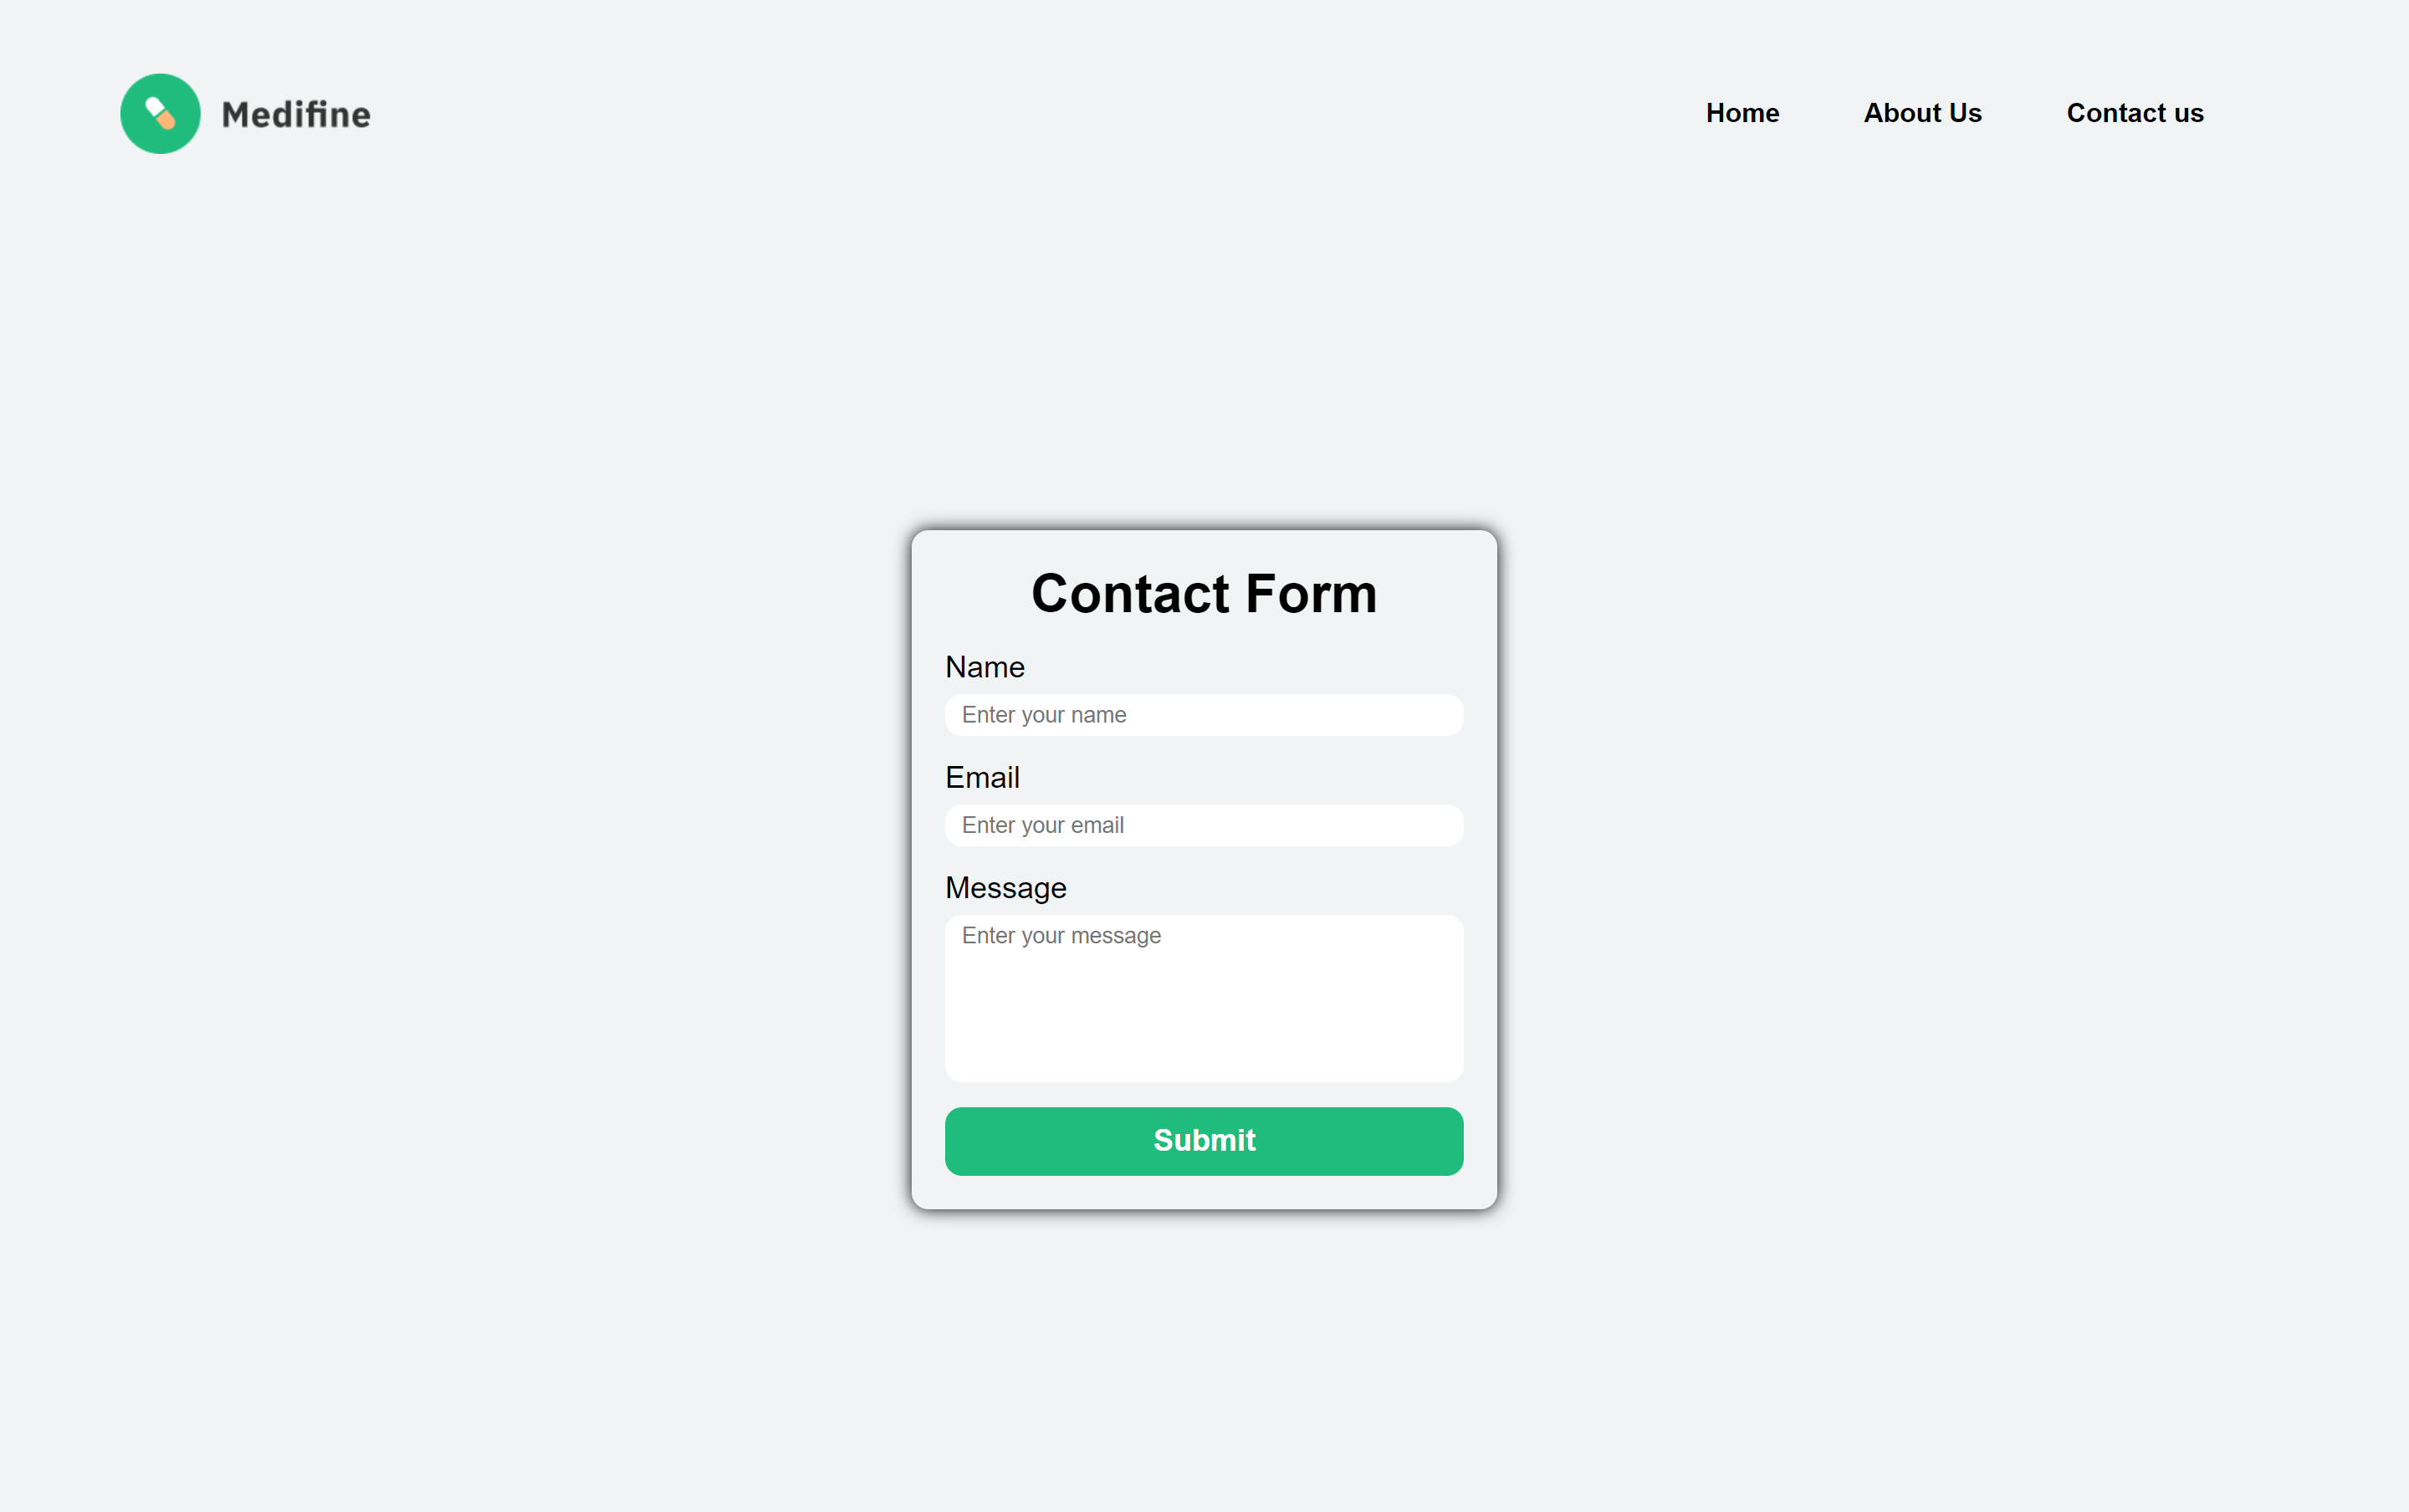 Medifine
Home About Us Contact us
Contact Form
Name
Enter your name
Email
Enter your email
Message
Enter your message
Submit